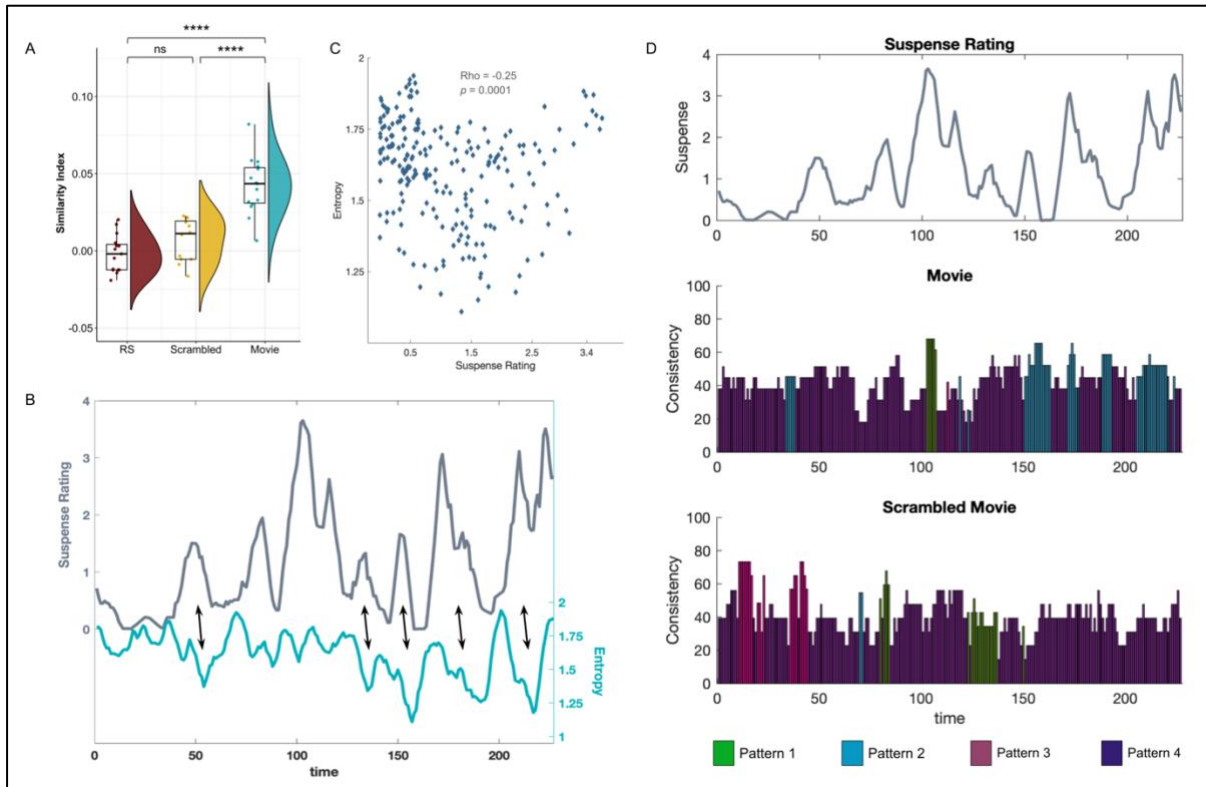 A
****
ns
****
Similarity Index
0.10
0.05
0.00
-0.05
RS
Scrambled
Movie
C
Rho = -0.25
p = 0.0001
Entropy
2
1.75
1.5
1.25
0.5
1.5
2.5
3.4
Suspense Rating
B
Suspense Rating
4
3
2
1
0
2
1.75
1.5
1.25
1
Entropy
0
50
100
150
200
time
D
Suspense Rating
Suspense
4
3
2
1
0
0
50
100
150
200
Movie
Consistency
100
80
60
40
20
0
50
100
150
200
Scrambled Movie
Consistency
100
80
60
40
20
0
0
50
100
150
200
time
Pattern 1
Pattern 2
Pattern 3
Pattern 4